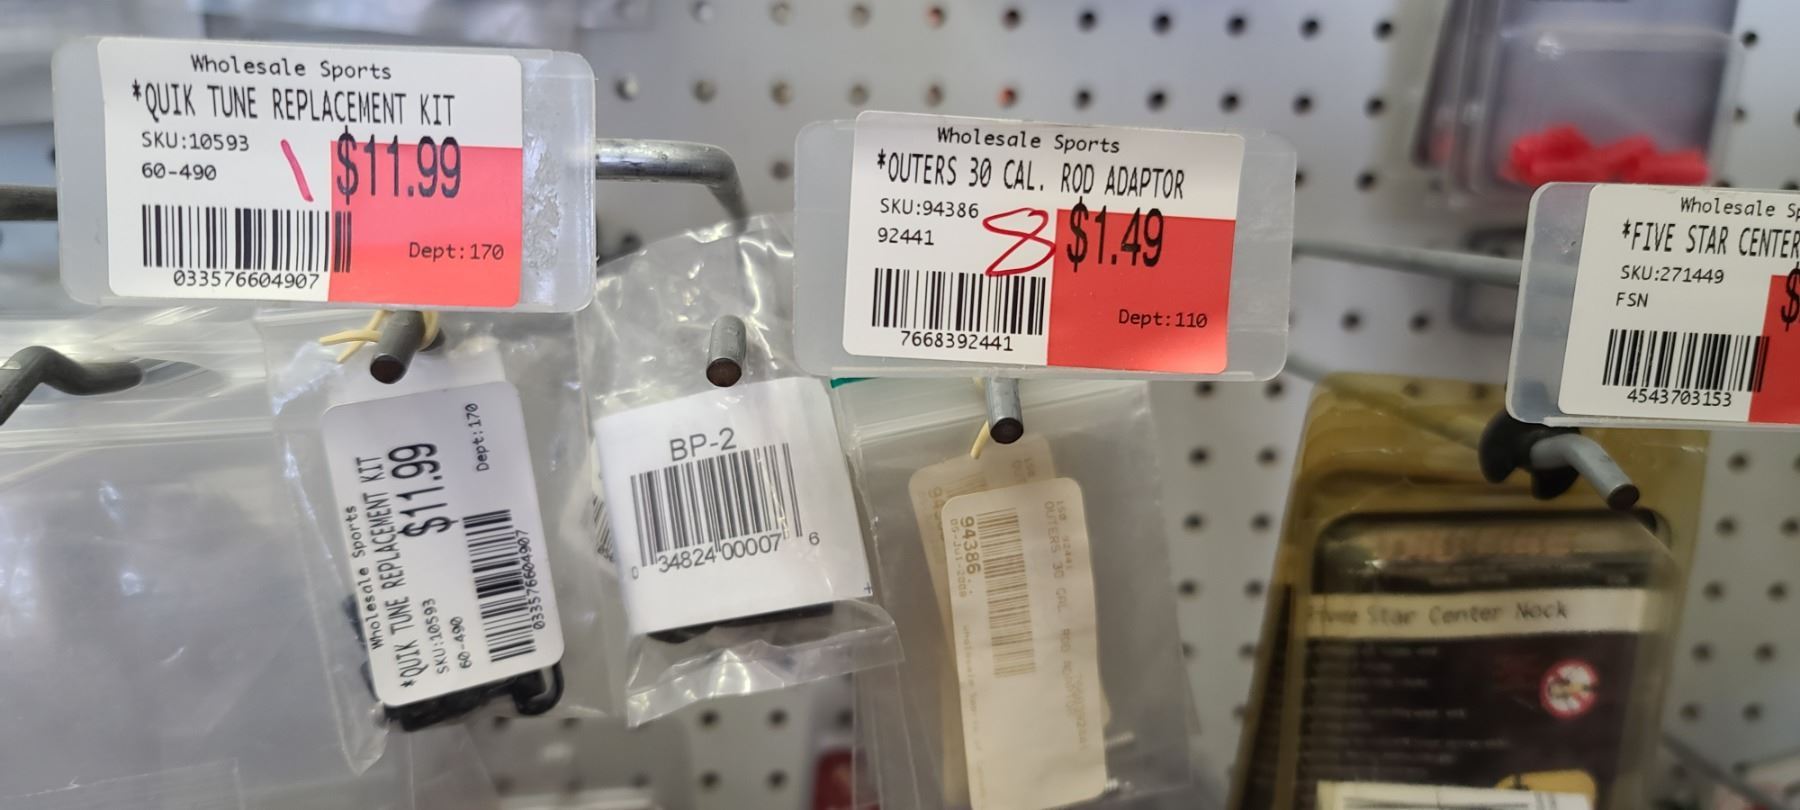 Wholesale Sports
*QUIK TUNE REPLACEMENT KIT
SKU:10593
60-490
\
$11.99
Dept:170
033576604907
Wholesale Sports
*OUTERS 30 CAL. ROD ADAPTOR
SKU:94386
92441
8
$1.49
Dept:110
7668392441
Wholesale
*FIVE STAR CENTER
SKU:271449
FSN
$
4543703153
Wholesale Sports
*QUIK TUNE REPLACEMENT KIT
$11.99
SKU:10593
60-490
Dept:170
033576604907
BP-2
0 34824 00007 6
OUTERS 30 CAL. ROD
94386
Five Star Center Nock